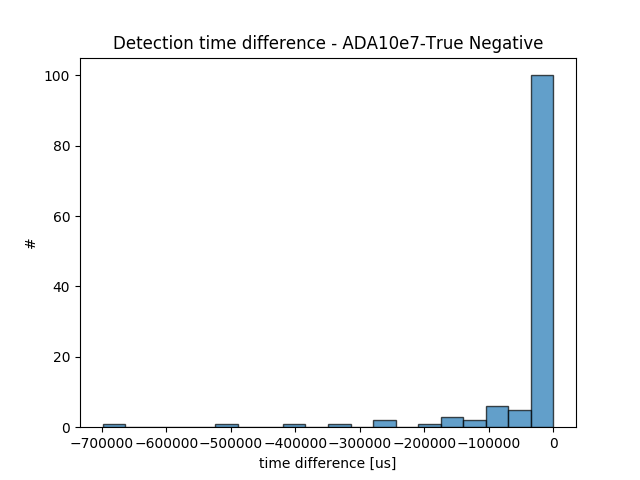 Detection time difference - ADA10e7-True Negative
100
80
60
40
20
0
#
−700000 −600000 −500000 −400000 −300000 −200000 −100000 0
time difference [us]